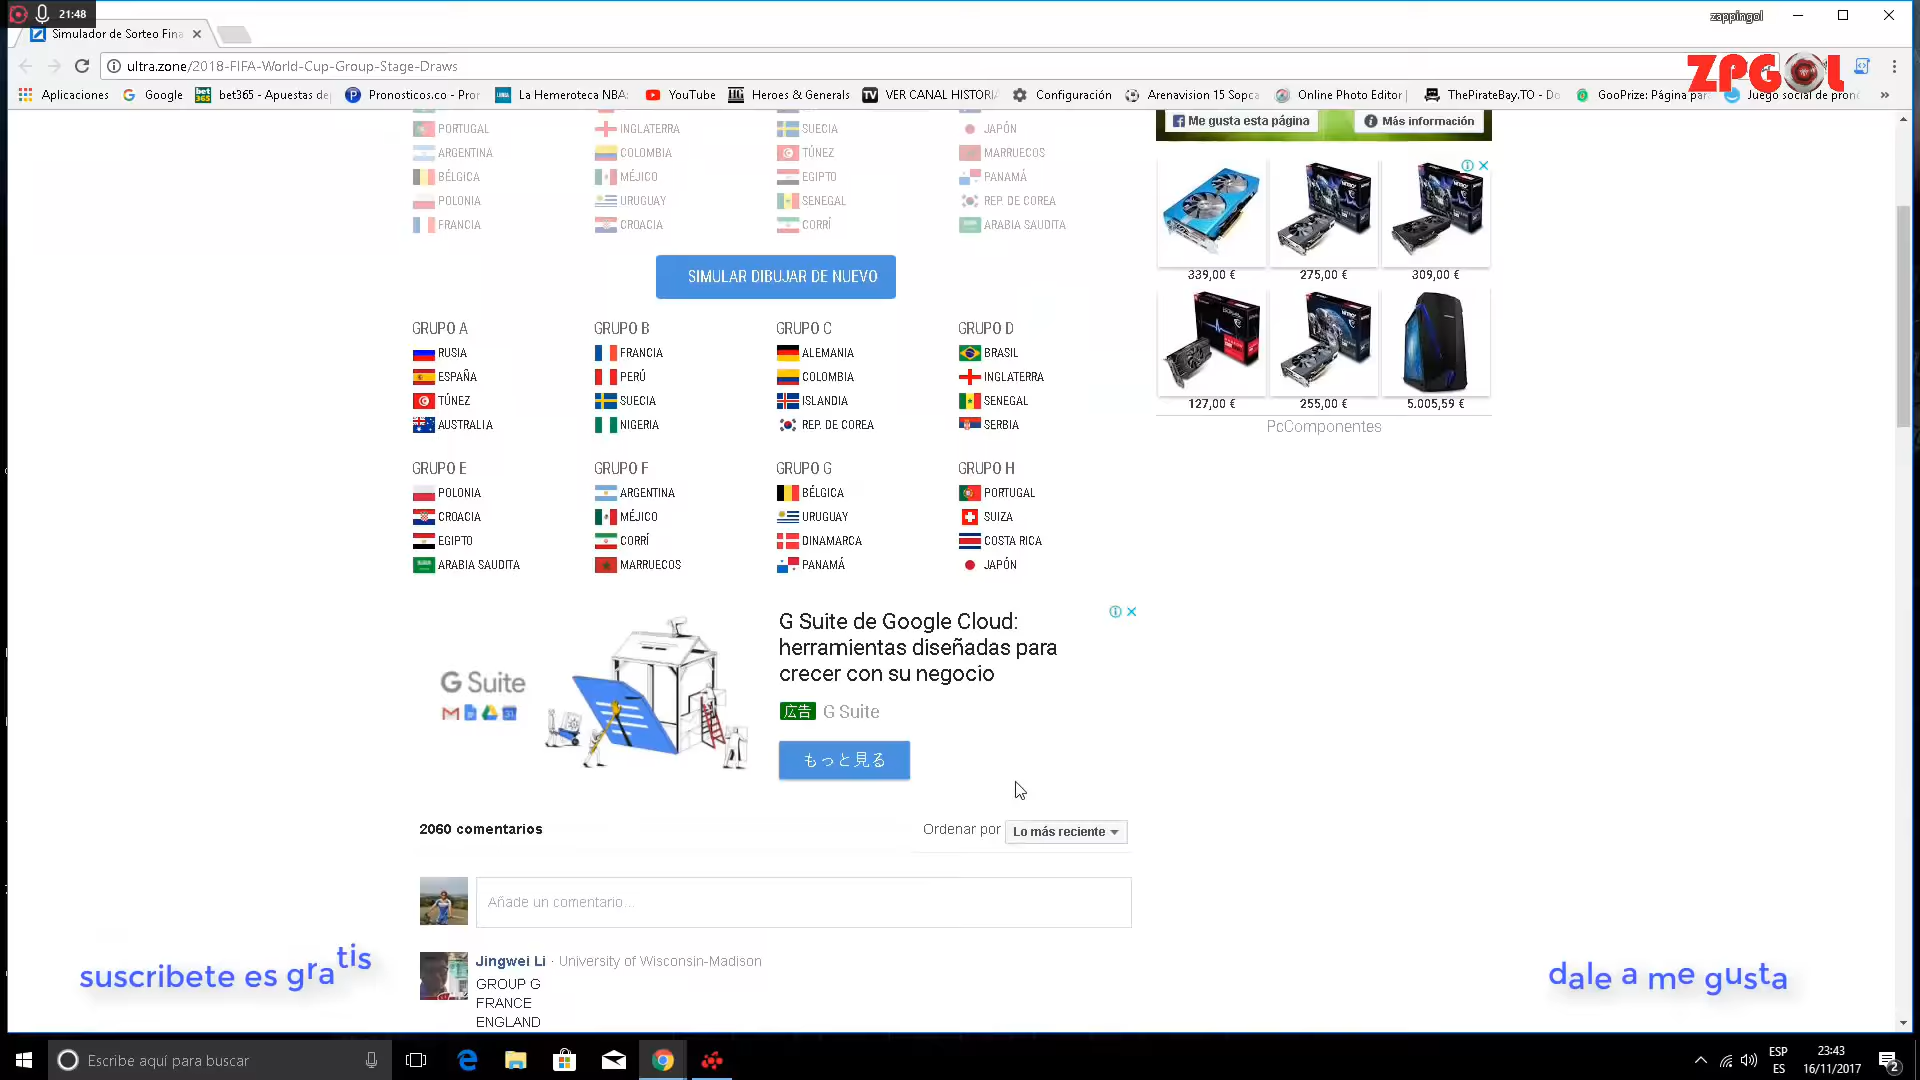 21:48
zappingol
Simulador de Sorteo Fina
ultra.zone/2018-FIFA-World-Cup-Group-Stage-Draws
ZPGOL
Aplicaciones
Google
bet365 - Apuestas de
Pronosticos.co - Pror
La Hemeroteca NBA:
YouTube
Heroes & Generals
VER CANAL HISTORI
Configuración
Arenavision 15 Sopca
Online Photo Editor |
ThePirateBay.TO - Do
GooPrize: Página par
Juego social de pron
»
PORTUGAL
INGLATERRA
SUECIA
JAPÓN
ARGENTINA
COLOMBIA
TÚNEZ
MARRUECOS
BÉLGICA
MÉJICO
EGIPTO
PANAMÁ
POLONIA
URUGUAY
SENEGAL
REP. DE COREA
FRANCIA
CROACIA
CORRÍ
ARABIA SAUDITA
SIMULAR DIBUJAR DE NUEVO
GRUPO A
RUSIA
ESPAÑA
TÚNEZ
AUSTRALIA
GRUPO B
FRANCIA
PERÚ
SUECIA
NIGERIA
GRUPO C
ALEMANIA
COLOMBIA
ISLANDIA
REP. DE COREA
GRUPO D
BRASIL
INGLATERRA
SENEGAL
SERBIA
GRUPO E
POLONIA
CROACIA
EGIPTO
ARABIA SAUDITA
GRUPO F
ARGENTINA
MÉJICO
CORRÍ
MARRUECOS
GRUPO G
BÉLGICA
URUGUAY
DINAMARCA
PANAMÁ
GRUPO H
PORTUGAL
SUIZA
COSTA RICA
JAPÓN
Me gusta esta página
Más información
339,00 €
275,00 €
309,00 €
127,00 €
255,00 €
5.005,59 €
PcComponentes
G Suite
G Suite de Google Cloud:
herramientas diseñadas para
crecer con su negocio
広告 G Suite
もっと見る
2060 comentarios
Ordenar por
Lo más reciente
Añade un comentario...
Jingwei Li · University of Wisconsin-Madison
GROUP G
FRANCE
ENGLAND
suscribete es gratis
dale a me gusta
Escribe aquí para buscar
ESP
ES
23:43
16/11/2017
2